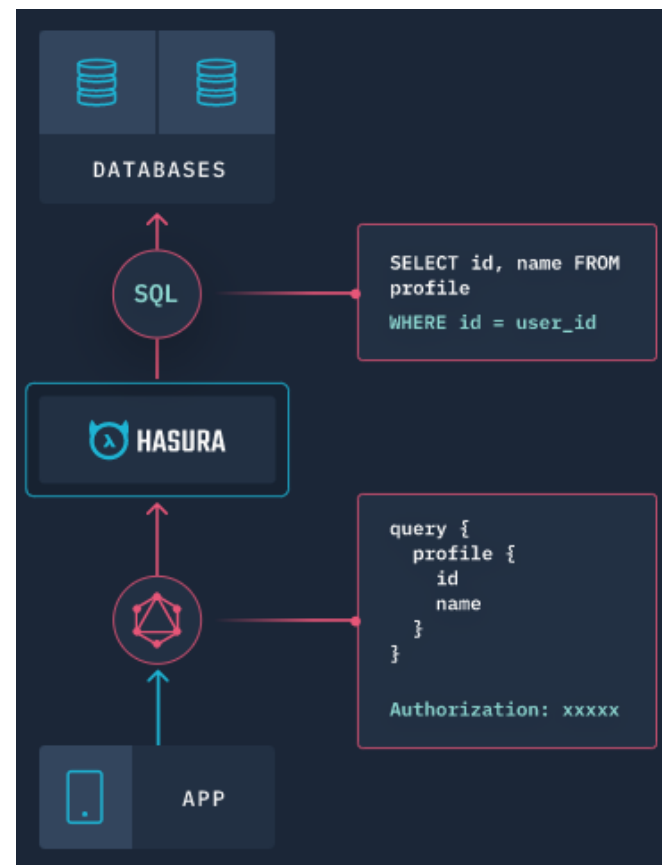 DATABASES
SQL
SELECT id, name FROM
profile
WHERE id = user_id
HASURA
query {
  profile {
    id
    name
  }
}
Authorization: xxxxx
APP